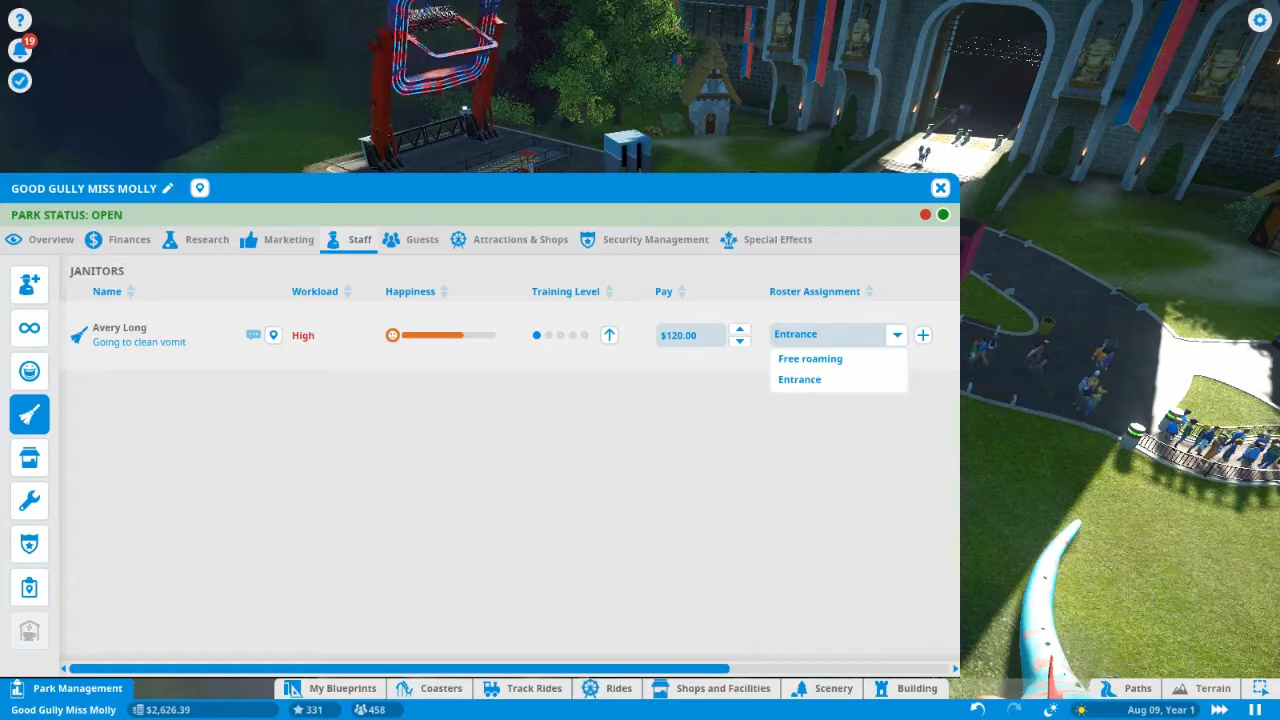 ?
19
GOOD GULLY MISS MOLLY
PARK STATUS: OPEN
Overview Finances Research Marketing Staff Guests Attractions & Shops Security Management Special Effects
JANITORS
Name Workload Happiness Training Level Pay Roster Assignment
Avery Long High $120.00 Entrance
Going to clean vomit
Free roaming
Entrance
Park Management My Blueprints Coasters Track Rides Rides Shops and Facilities Scenery Building Paths Terrain
Good Gully Miss Molly $2,626.39 331 458 Aug 09, Year 1